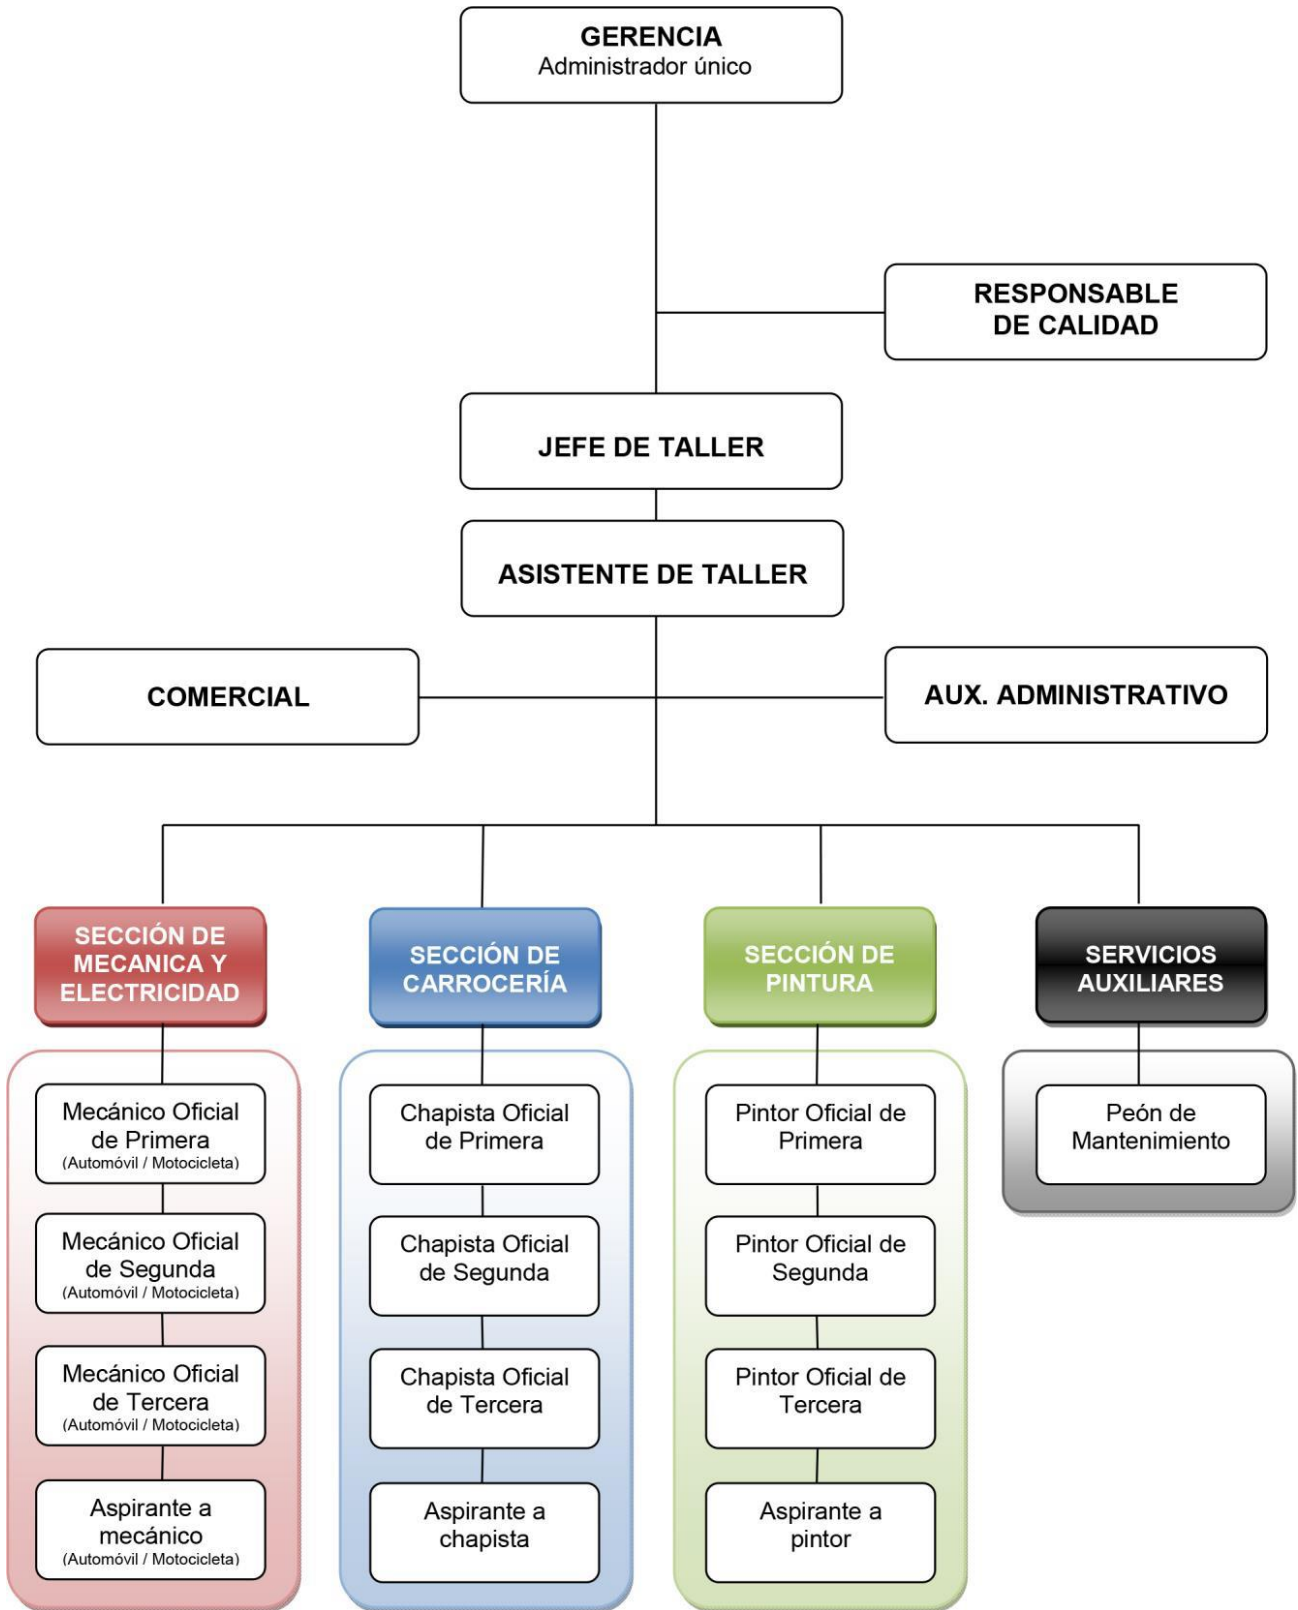 GERENCIA
Administrador único
RESPONSABLE
DE CALIDAD
JEFE DE TALLER
ASISTENTE DE TALLER
COMERCIAL
AUX. ADMINISTRATIVO
SECCIÓN DE
MECANICA Y
ELECTRICIDAD
SECCIÓN DE
CARROCERÍA
SECCIÓN DE
PINTURA
SERVICIOS
AUXILIARES
Mecánico Oficial
de Primera
(Automóvil / Motocicleta)
Mecánico Oficial
de Segunda
(Automóvil / Motocicleta)
Mecánico Oficial
de Tercera
(Automóvil / Motocicleta)
Aspirante a
mecánico
(Automóvil / Motocicleta)
Chapista Oficial
de Primera
Chapista Oficial
de Segunda
Chapista Oficial
de Tercera
Aspirante a
chapista
Pintor Oficial de
Primera
Pintor Oficial de
Segunda
Pintor Oficial de
Tercera
Aspirante a
pintor
Peón de
Mantenimiento